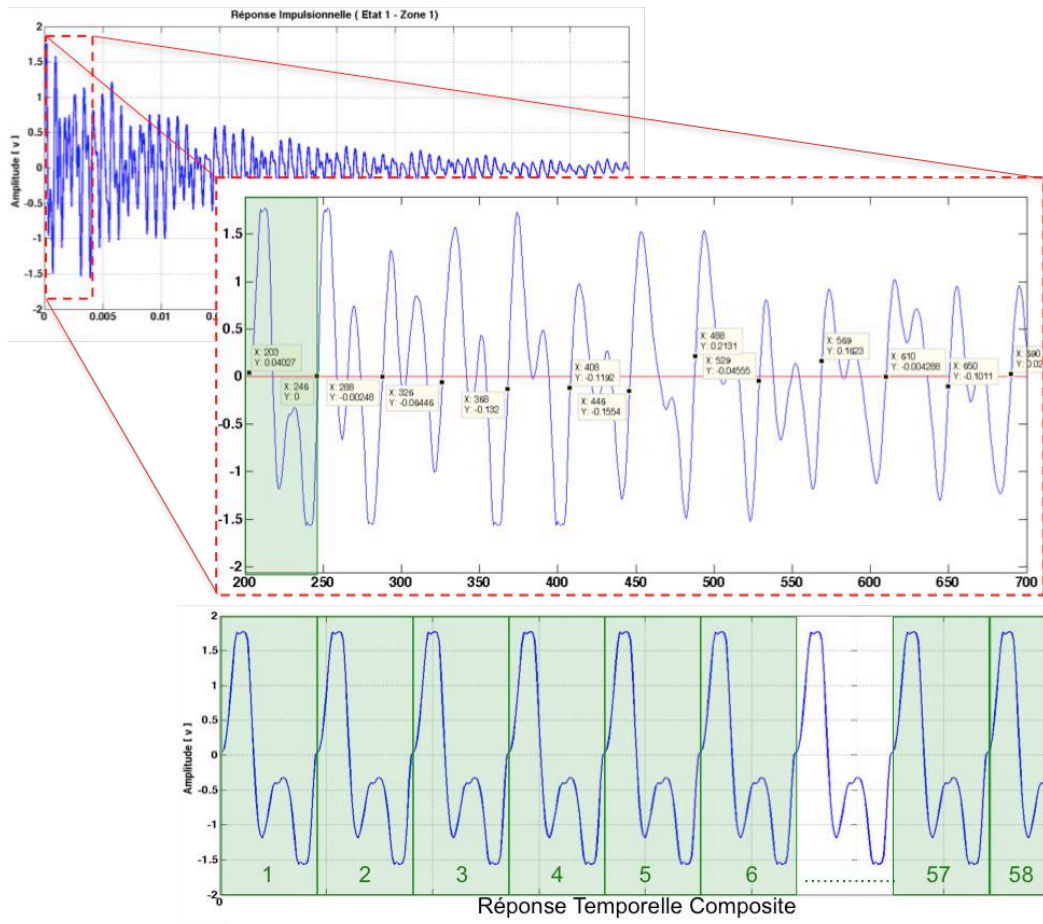 Réponse Impulsionnelle ( Etat 1 - Zone 1)
Amplitude [ v ]
2
1.5
1
0.5
0
-0.5
-1
-1.5
-2
0
0.005
0.01
1.5
1
0.5
0
-0.5
-1
-1.5
-2
X: 203
Y: 0.04027
X: 246
Y: 0
X: 288
Y: -0.00248
X: 326
Y: -0.06446
X: 368
Y: -0.132
X: 408
Y: -0.1192
X: 446
Y: -0.1554
X: 488
Y: 0.2131
X: 529
Y: -0.04555
X: 569
Y: 0.1623
X: 610
Y: -0.004288
X: 650
Y: -0.1011
X: 690
200
250
300
350
400
450
500
550
600
650
700
Amplitude [ v ]
2
1.5
1
0.5
0
-0.5
-1
-1.5
-2
0
1
2
3
4
5
6
..............
57
58
Réponse Temporelle Composite